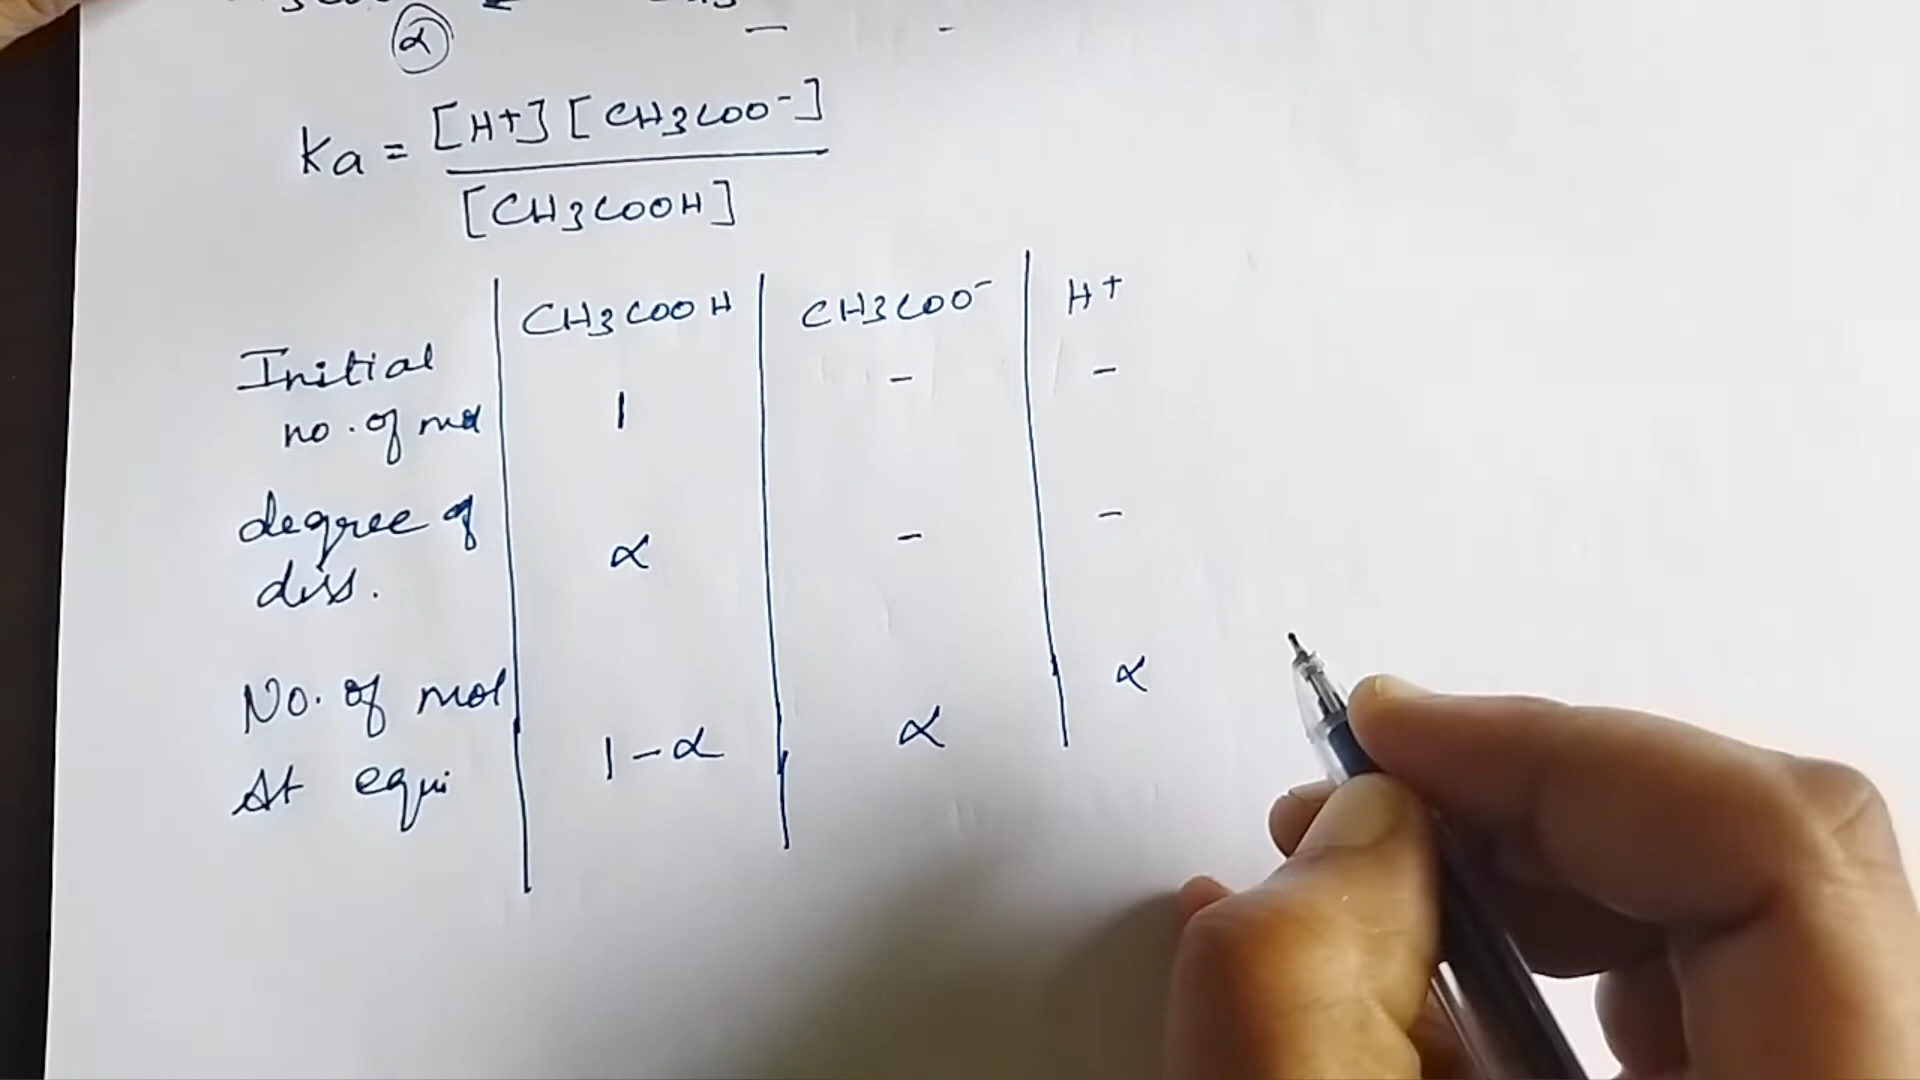 α
— -
Ka = [H+] [CH3COO⁻]
[CH3COOH]
CH3COOH CH3COO⁻ H+
Initial - -
no. of mol 1
degree of α - -
diss.
No. of mol α
At equi 1-α α